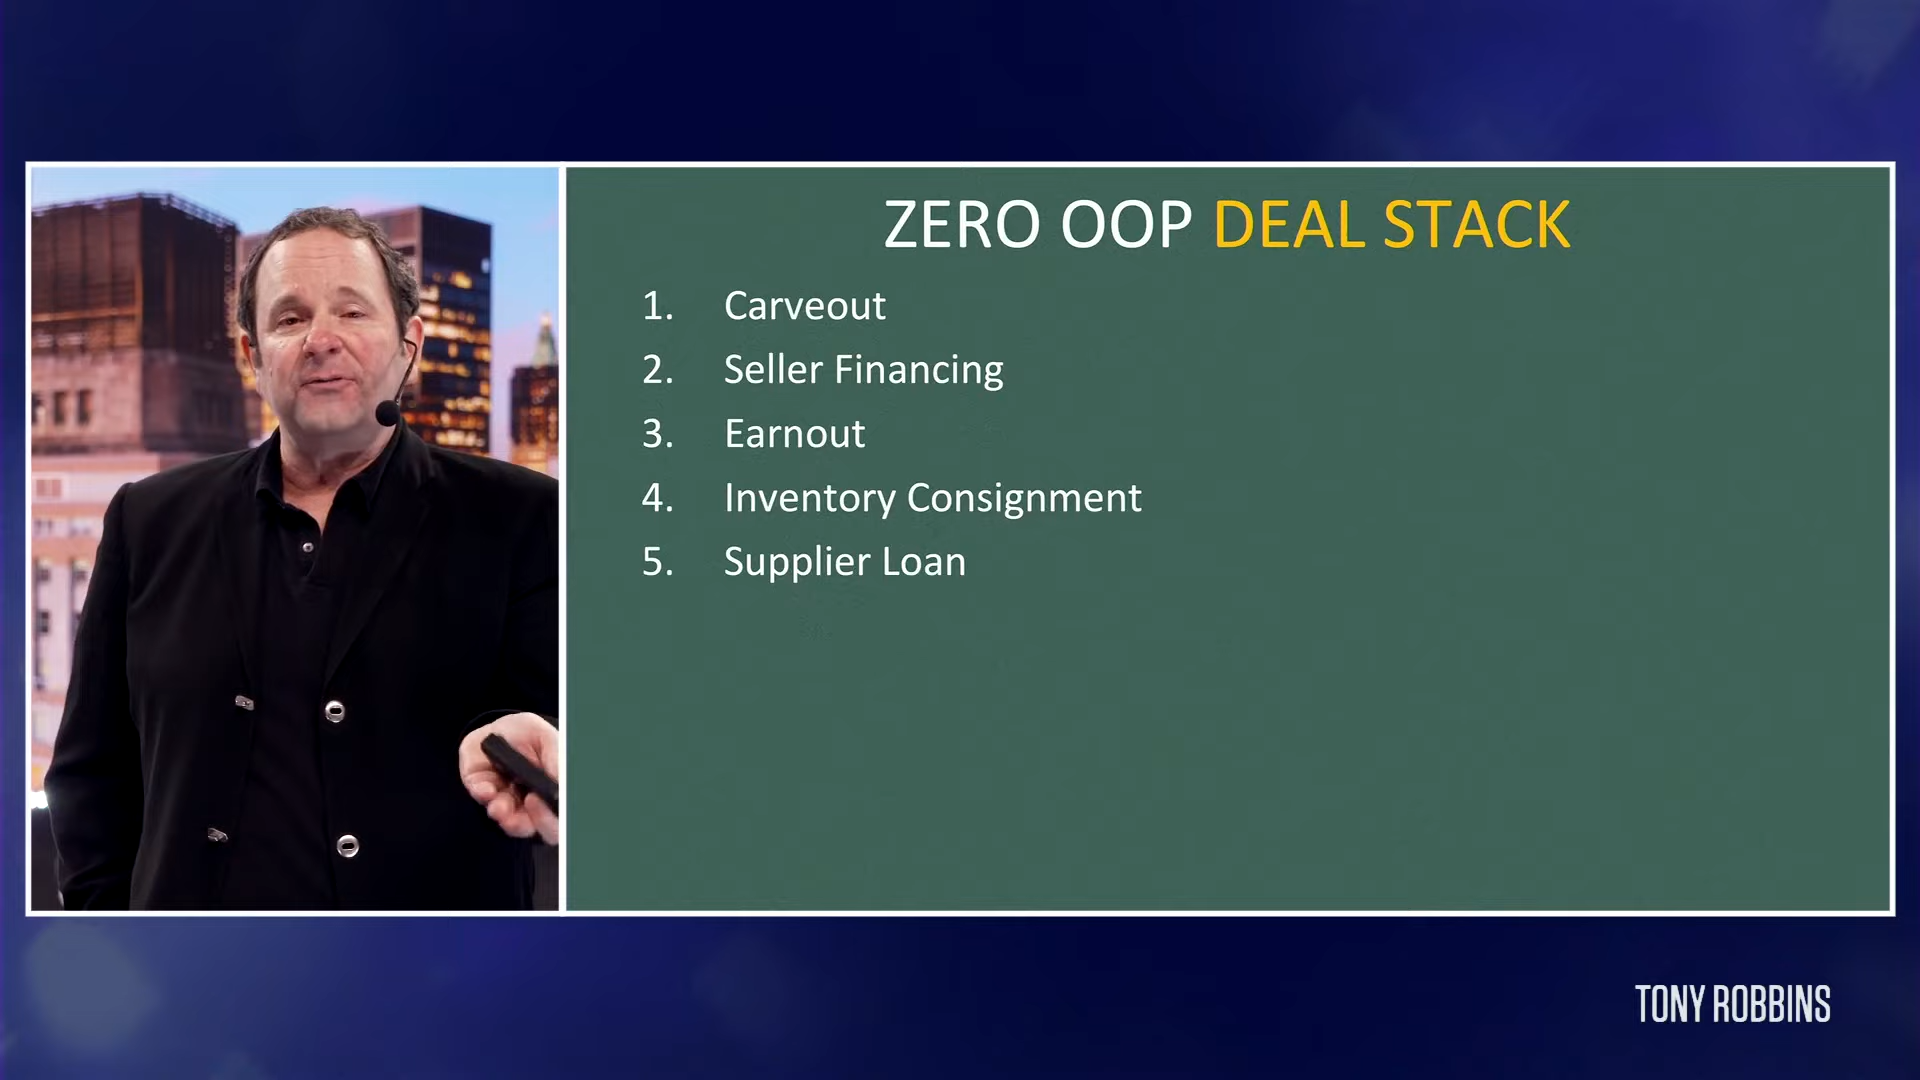 ZERO OOP DEAL STACK
1. Carveout
2. Seller Financing
3. Earnout
4. Inventory Consignment
5. Supplier Loan
TONY ROBBINS